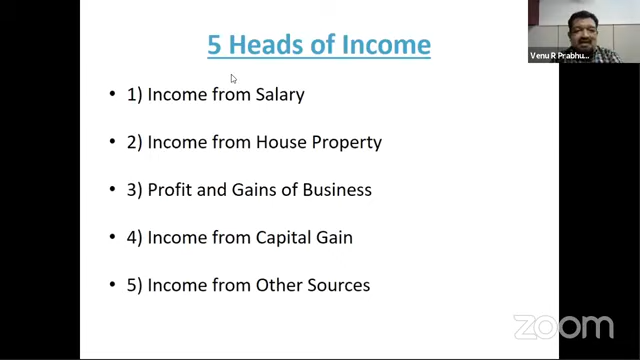 5 Heads of Income
• 1) Income from Salary
• 2) Income from House Property
• 3) Profit and Gains of Business
• 4) Income from Capital Gain
• 5) Income from Other Sources
Venu R Prabhu...
zoom